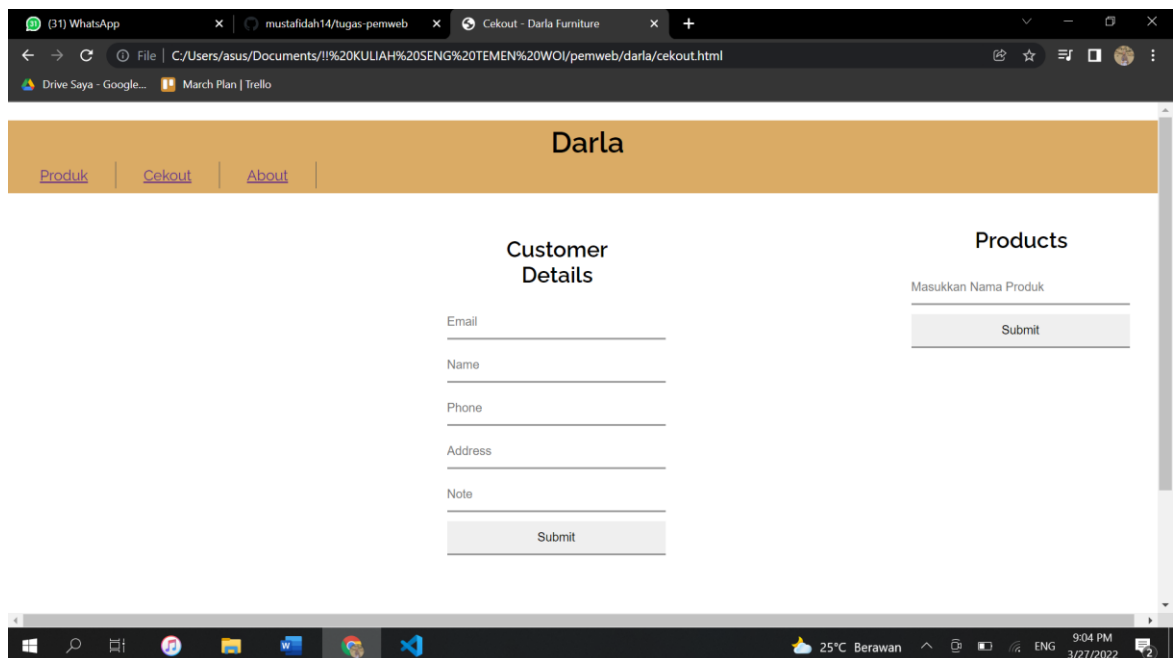 (31) WhatsApp
mustafidah14/tugas-pemweb
Cekout - Darla Furniture
File | C:/Users/asus/Documents/!!%20KULIAH%20SENG%20TEMEN%20WOI/pemweb/darla/cekout.html
Drive Saya - Google...
March Plan | Trello
Darla
Produk
Cekout
About
Customer
Details
Email
Name
Phone
Address
Note
Submit
Products
Masukkan Nama Produk
Submit
25°C Berawan
ENG
9:04 PM
3/27/2022
2